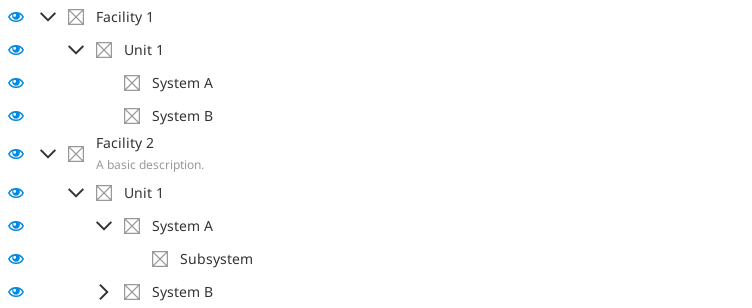 Facility 1
Unit 1
System A
System B
Facility 2
A basic description.
Unit 1
System A
Subsystem
System B